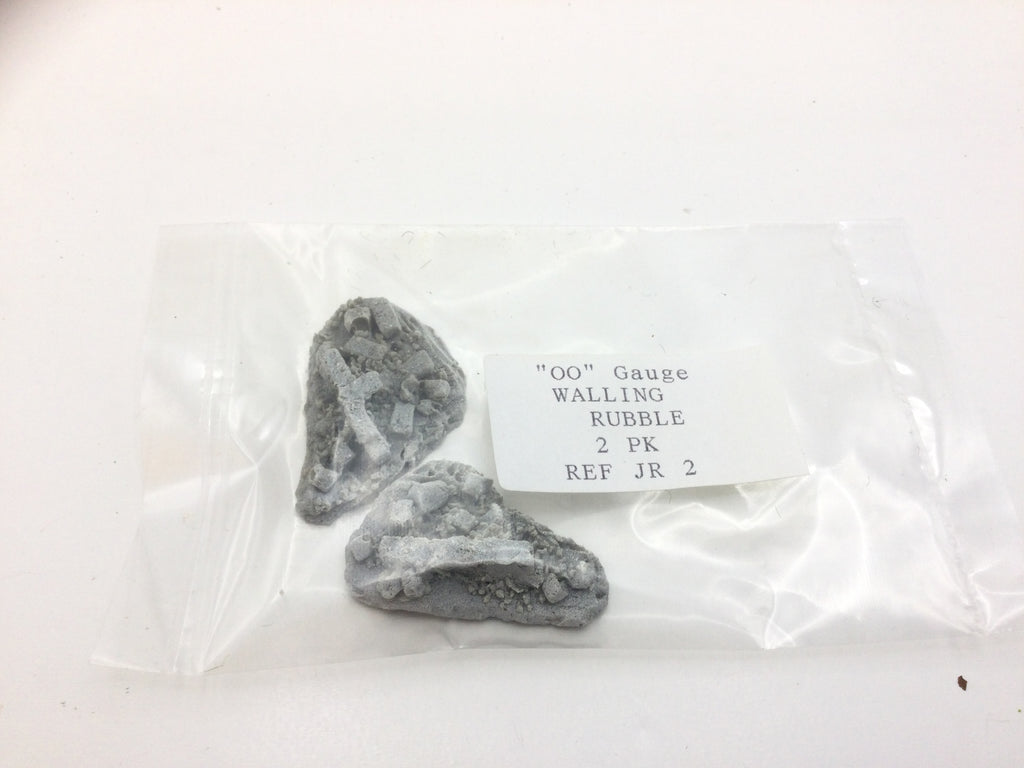 "OO" Gauge
WALLING
RUBBLE
2 PK
REF JR 2